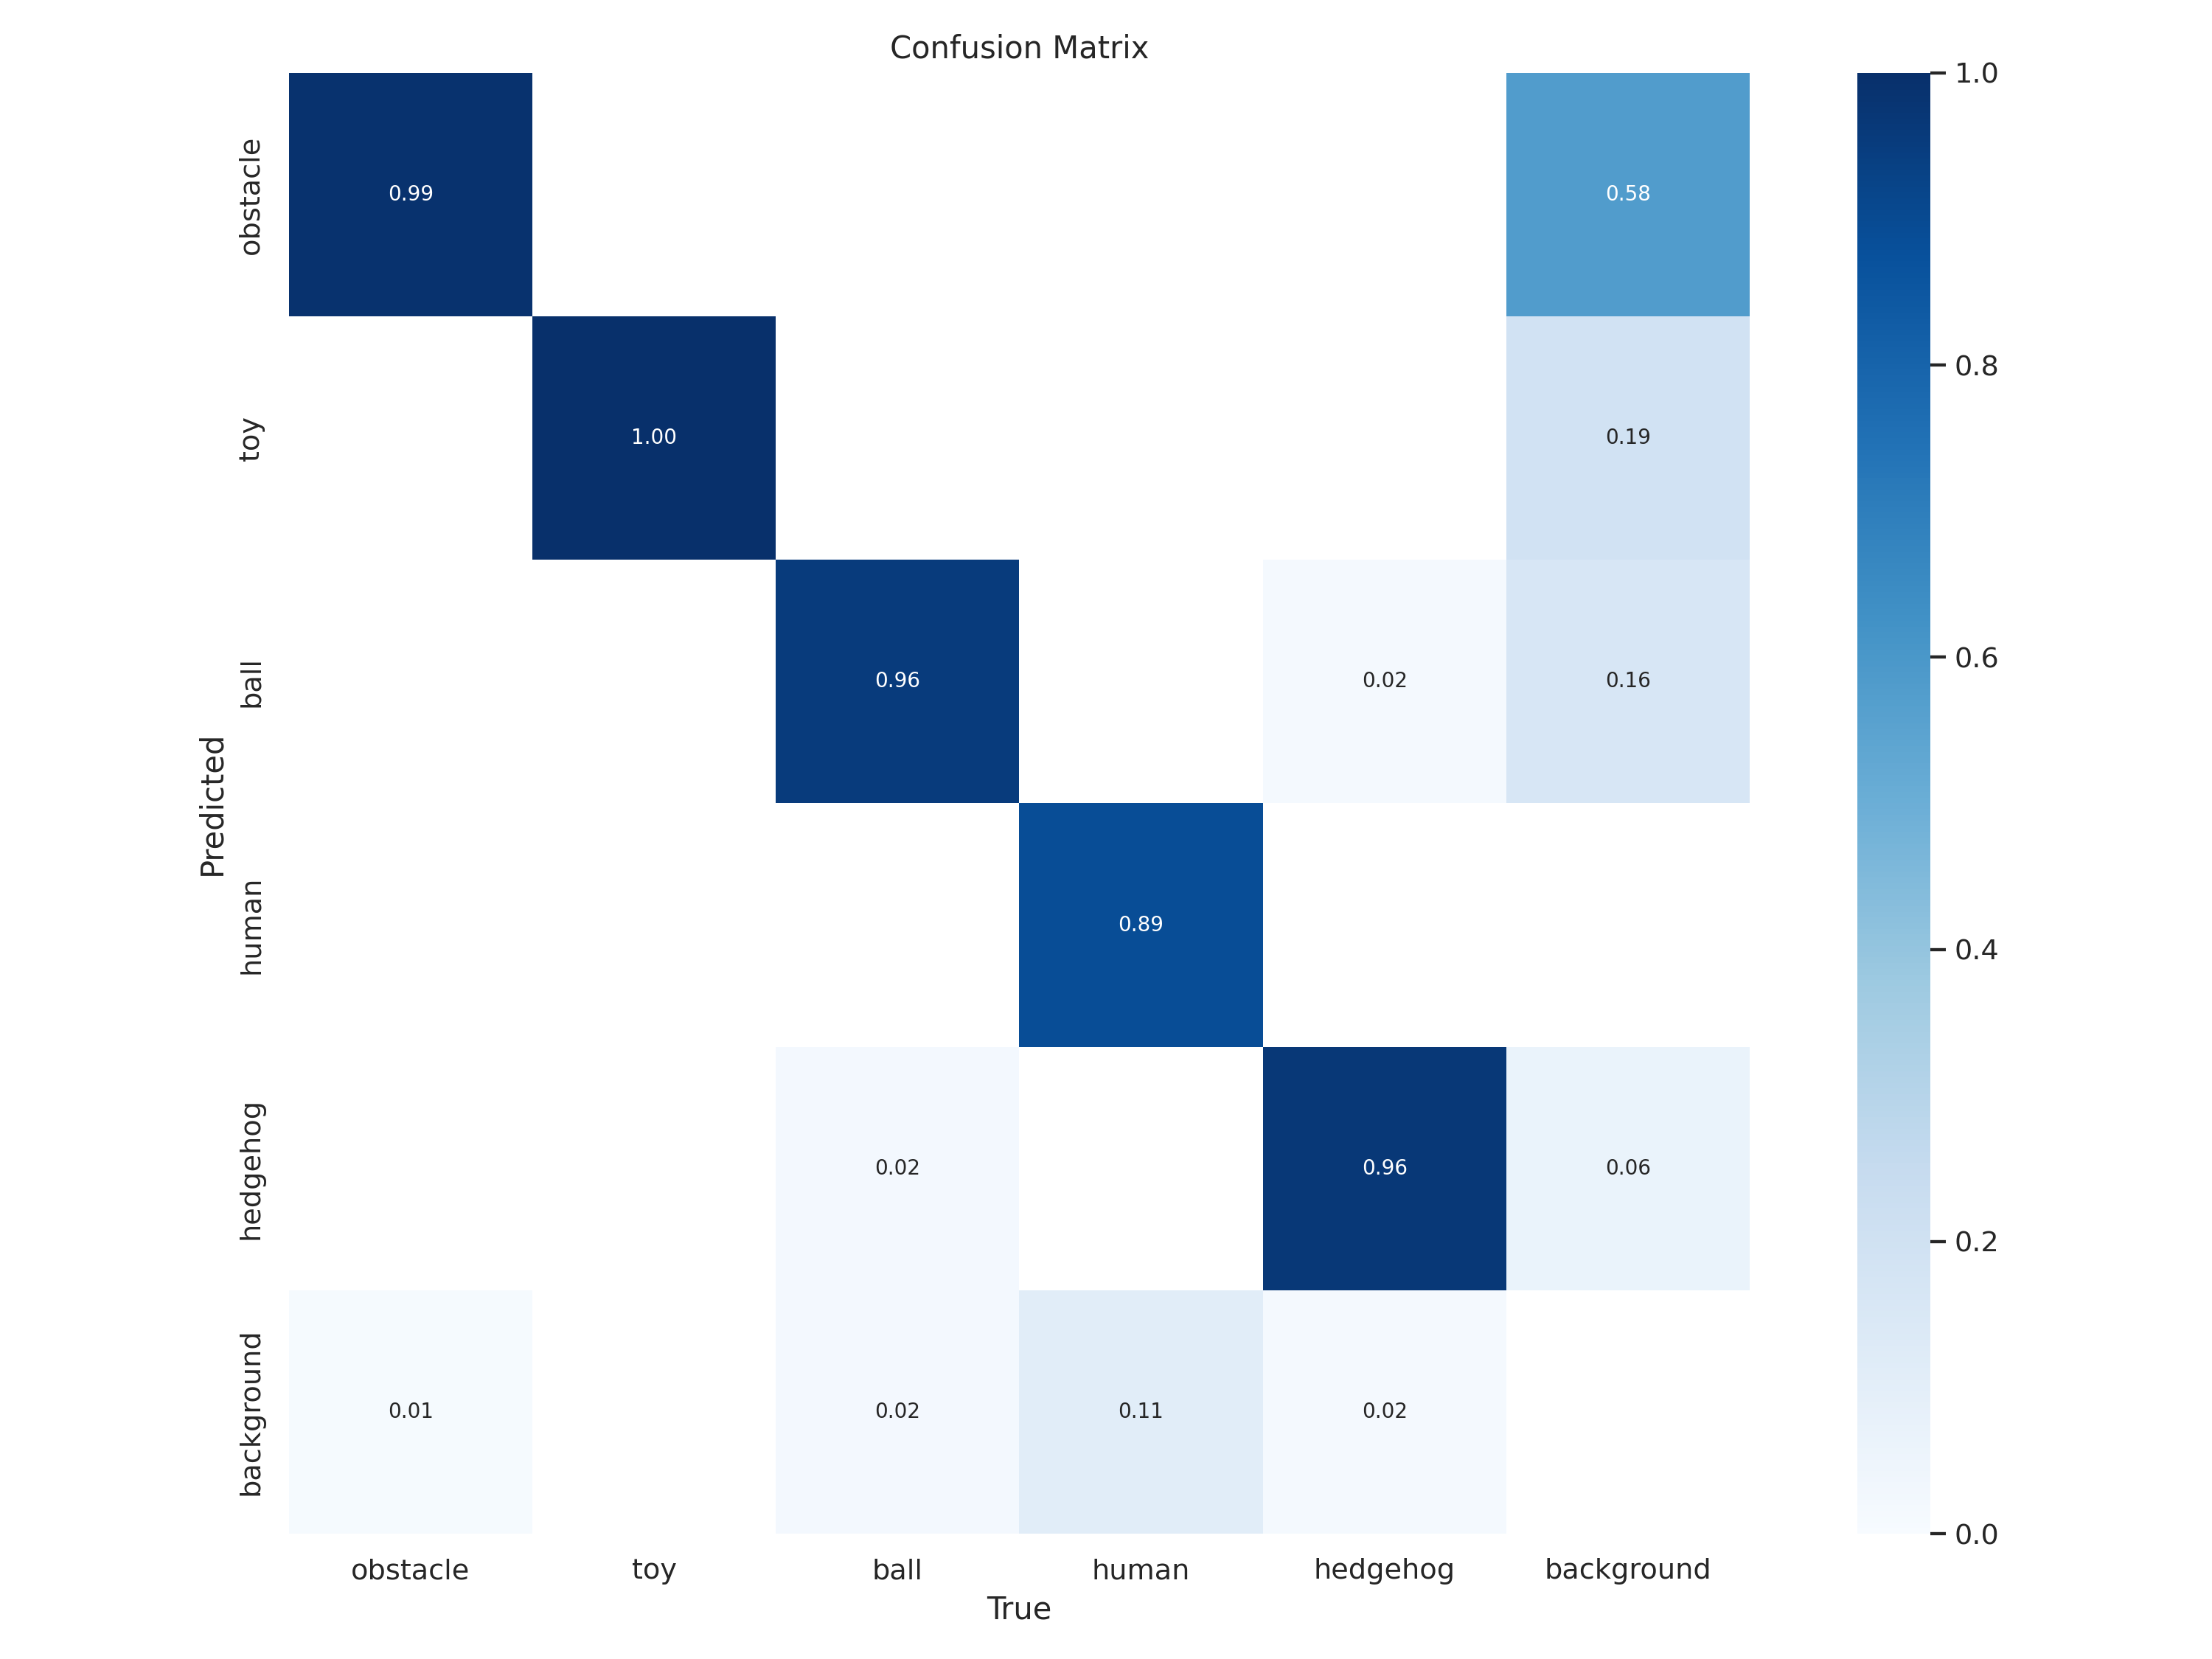 Confusion Matrix
1.0
obstacle
0.99
0.58
0.8
toy
1.00
0.19
0.6
ball
0.96
0.02
0.16
Predicted
human
0.89
0.4
hedgehog
0.02
0.96
0.06
0.2
background
0.01
0.02
0.11
0.02
0.0
obstacle toy ball human hedgehog background
True